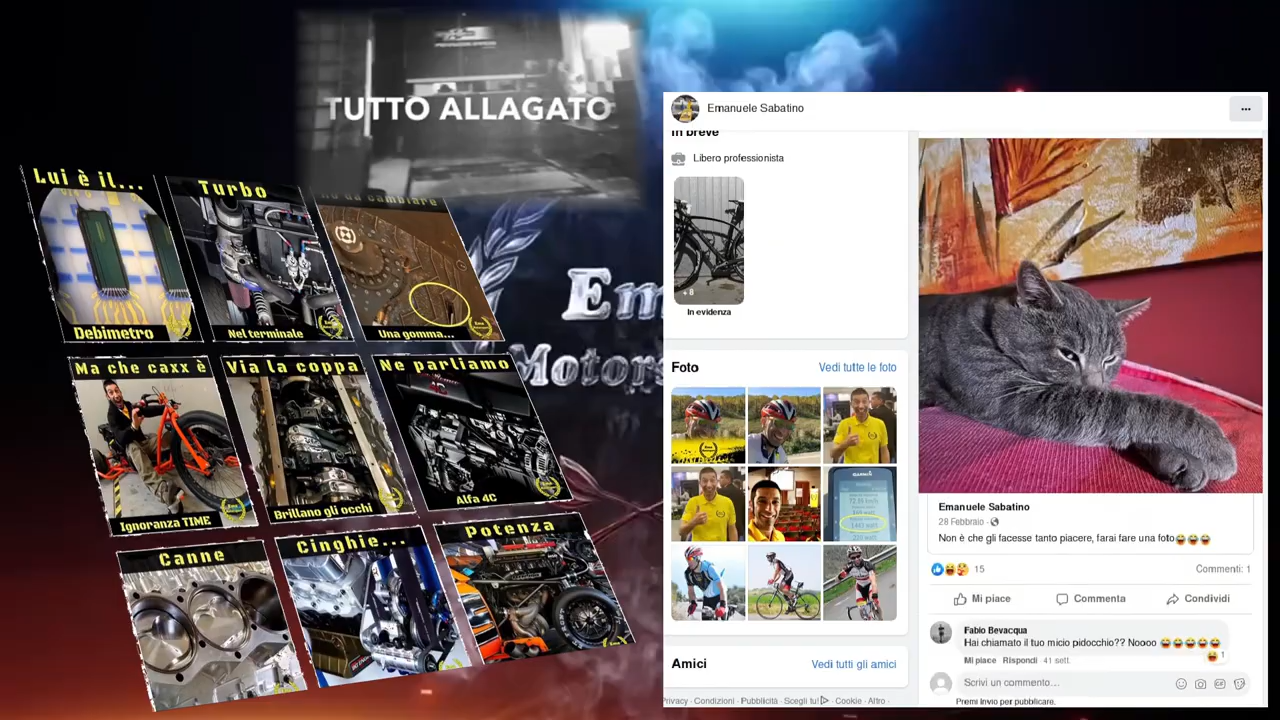 TUTTO ALLAGATO
Lui è il...
Debimetro
Turbo
Nel terminale
da cambiare
Una gomma...
Ma che caxx è
Ignoranza TIME
Via la coppa
Brillano gli occhi
Ne parliamo
Alfa 4C
Canne
Cinghie...
Potenza
Em
Motors
Emanuele Sabatino
In breve
Libero professionista
+8
In evidenza
Foto
Vedi tutte le foto
GARMIN
Amici
Vedi tutti gli amici
Privacy · Condizioni · Pubblicità · Scegli tu! · Cookie · Altro ·
Emanuele Sabatino
28 Febbraio ·
Non è che gli facesse tanto piacere, farai fare una foto😂😂😂
15
Commenti: 1
Mi piace
Commenta
Condividi
Fabio Bevacqua
Hai chiamato il tuo micio pidocchio?? Noooo 😂😂😂😂😂
1
Mi piace Rispondi 41 sett.
Scrivi un commento...
Premi Invio per pubblicare.